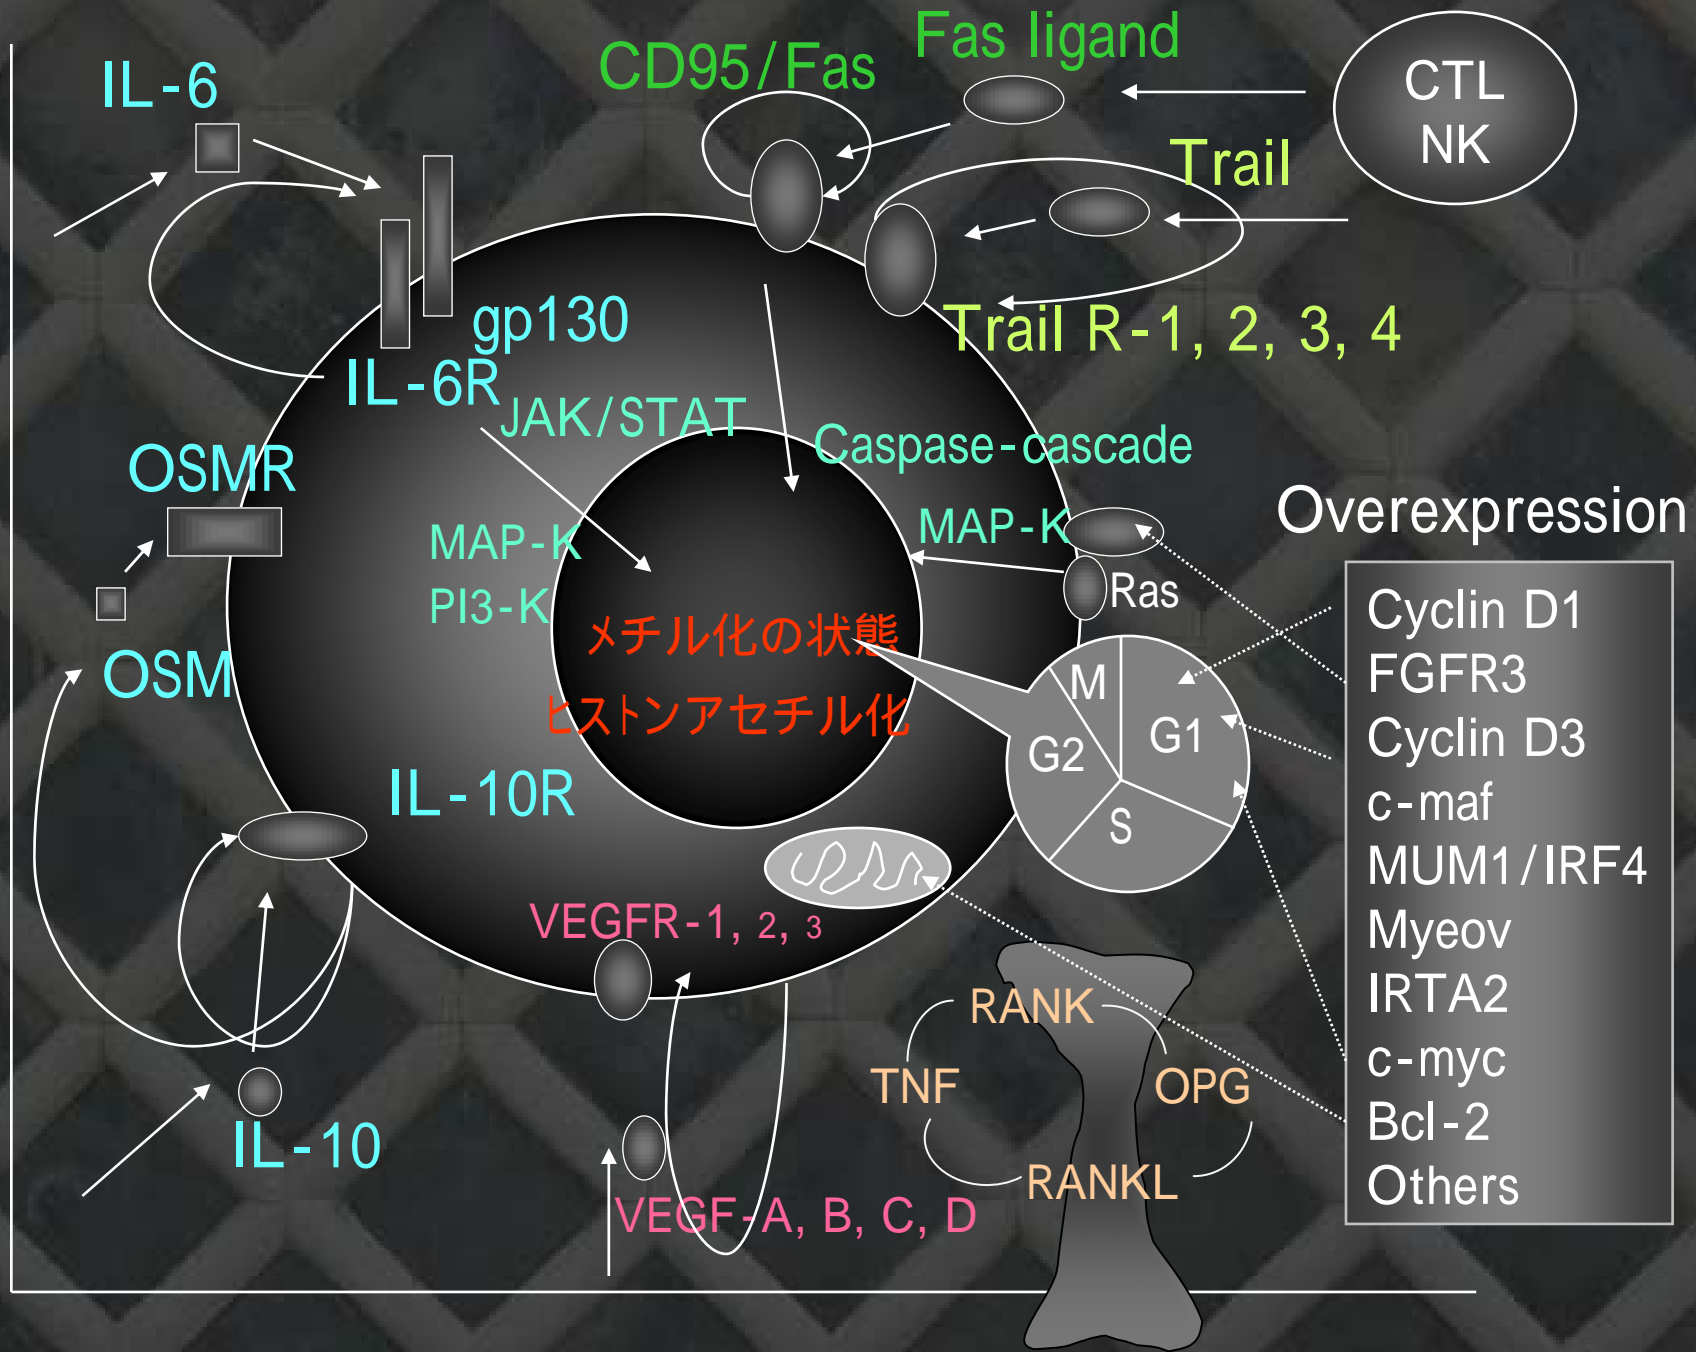 Fas ligand
CD95/Fas
IL-6
CTL
NK
Trail
gp130
Trail R-1, 2, 3, 4
IL-6R
JAK/STAT
Caspase-cascade
OSMR
Overexpression
MAP-K
MAP-K
PI3-K
Ras
メチル化の状態
OSM
ヒストンアセチル化
M
G1
G2
S
IL-10R
VEGFR-1, 2, 3
RANK
TNF
OPG
RANKL
IL-10
VEGF-A, B, C, D
Cyclin D1
FGFR3
Cyclin D3
c-maf
MUM1/IRF4
Myeov
IRTA2
c-myc
Bcl-2
Others